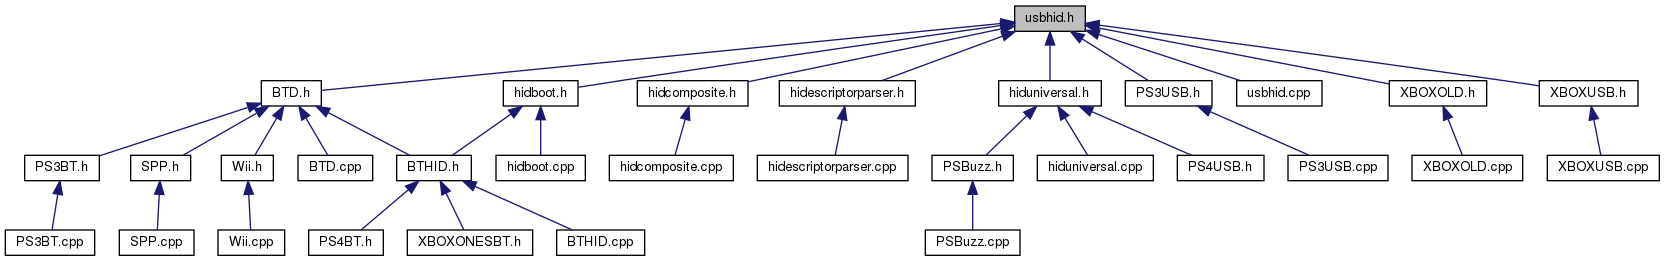 usbhid.h
BTD.h
hidboot.h
hidcomposite.h
hidescriptorparser.h
hiduniversal.h
PS3USB.h
usbhid.cpp
XBOXOLD.h
XBOXUSB.h
PS3BT.h
SPP.h
Wii.h
BTD.cpp
BTHID.h
hidboot.cpp
hidcomposite.cpp
hidescriptorparser.cpp
PSBuzz.h
hiduniversal.cpp
PS4USB.h
PS3USB.cpp
XBOXOLD.cpp
XBOXUSB.cpp
PS3BT.cpp
SPP.cpp
Wii.cpp
PS4BT.h
XBOXONESBT.h
BTHID.cpp
PSBuzz.cpp